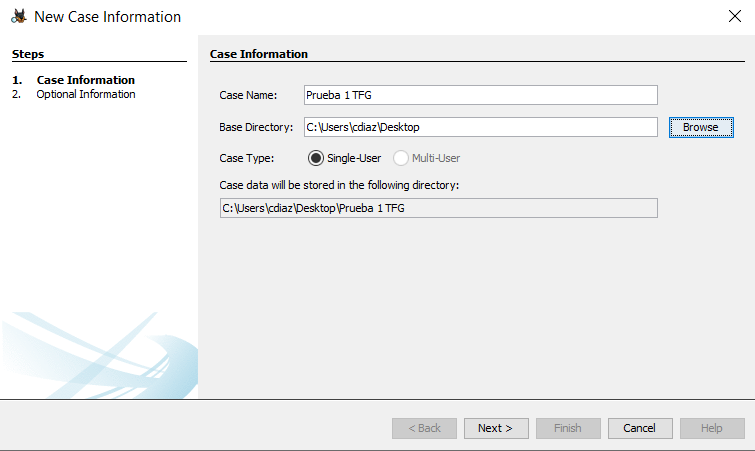 New Case Information
Steps
1. Case Information
2. Optional Information
Case Information
Case Name: Prueba 1 TFG
Base Directory: C:\Users\cdiaz\Desktop Browse
Case Type: Single-User Multi-User
Case data will be stored in the following directory:
C:\Users\cdiaz\Desktop\Prueba 1 TFG
< Back Next > Finish Cancel Help